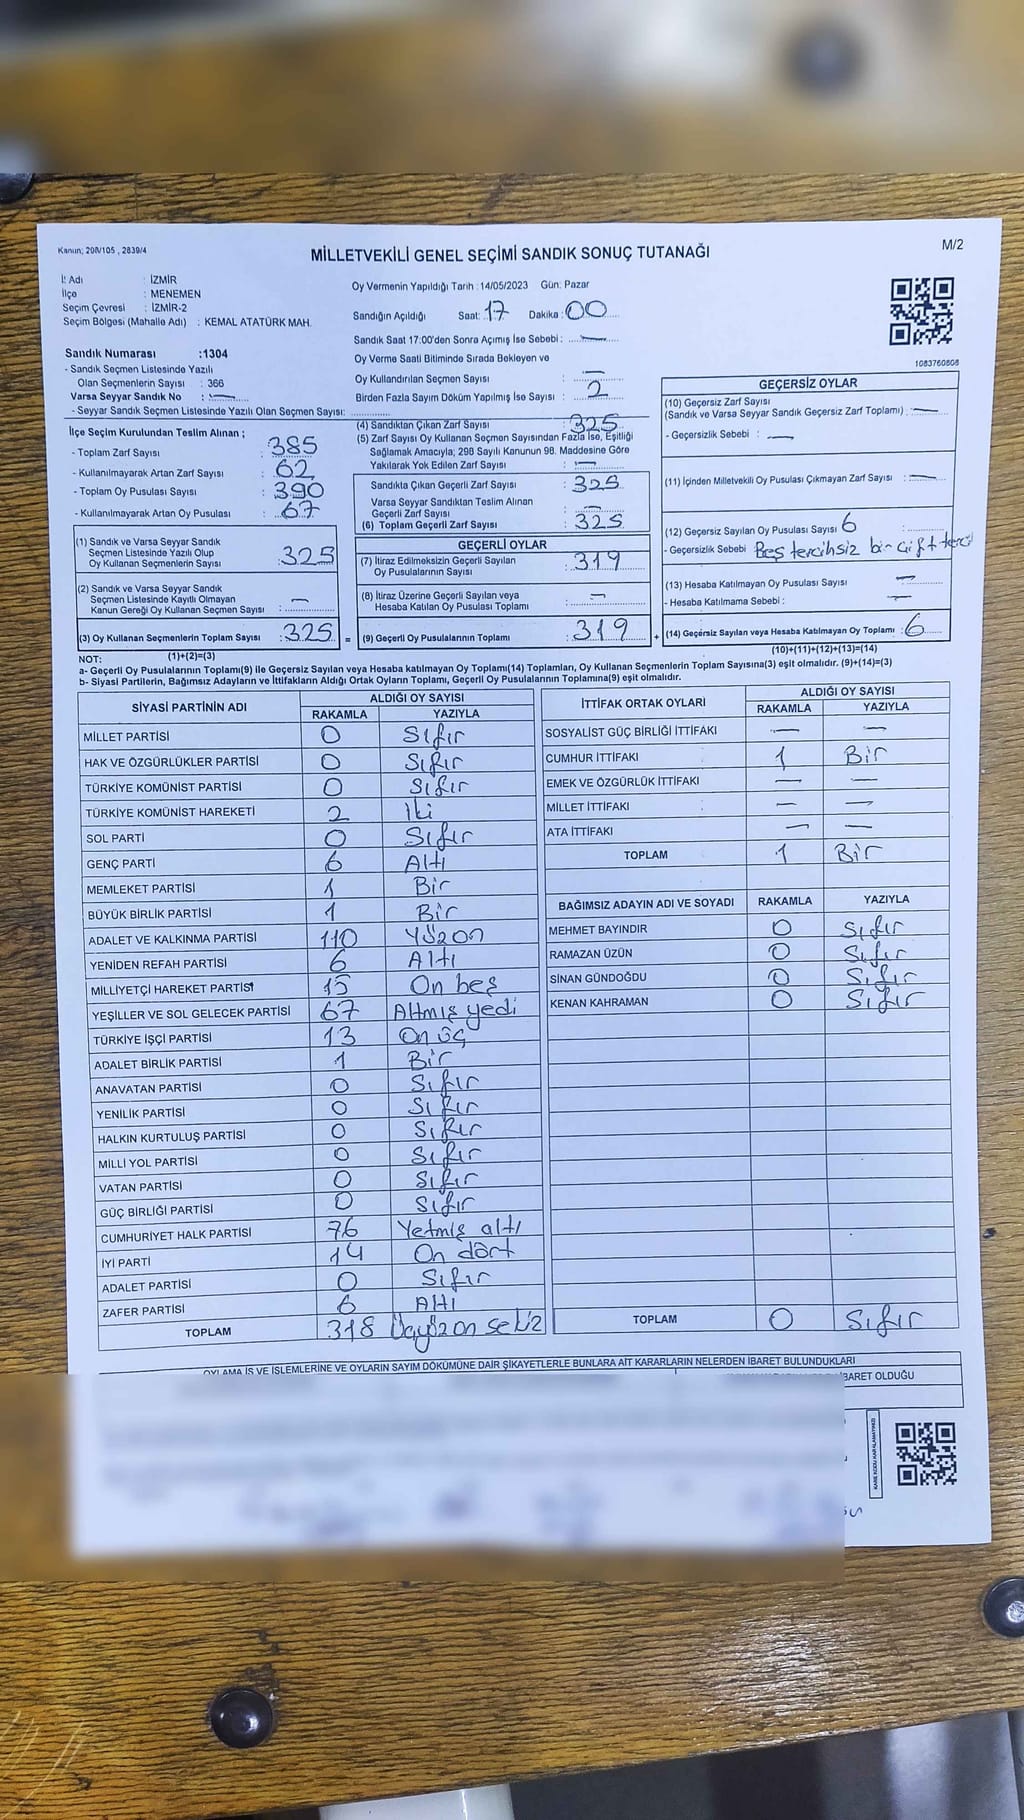 Kanun; 298/105 , 2839/4
MİLLETVEKİLİ GENEL SEÇİMİ SANDIK SONUÇ TUTANAĞI
M/2
İl Adı : İZMİR
İlçe : MENEMEN
Seçim Çevresi : İZMİR-2
Seçim Bölgesi (Mahalle Adı) : KEMAL ATATÜRK MAH.
Sandık Numarası :1304
- Sandık Seçmen Listesinde Yazılı
Olan Seçmenlerin Sayısı : 366
Varsa Seyyar Sandık No : —
- Seyyar Sandık Seçmen Listesinde Yazılı Olan Seçmen Sayısı:
Oy Vermenin Yapıldığı Tarih :14/05/2023 Gün: Pazar
Sandığın Açıldığı Saat: 17 Dakika : 00
Sandık Saat 17:00'den Sonra Açımış İse Sebebi : —
Oy Verme Saati Bitiminde Sırada Bekleyen ve
Oy Kullandırılan Seçmen Sayısı : —
Birden Fazla Sayım Döküm Yapılmış İse Sayısı : 2
1083760808
İlçe Seçim Kurulundan Teslim Alınan ;
- Toplam Zarf Sayısı : 385
- Kullanılmayarak Artan Zarf Sayısı : 62
- Toplam Oy Pusulası Sayısı : 390
- Kullanılmayarak Artan Oy Pusulası : 67
(1) Sandık ve Varsa Seyyar Sandık
Seçmen Listesinde Yazılı Olup
Oy Kullanan Seçmenlerin Sayısı : 325
(2) Sandık ve Varsa Seyyar Sandık
Seçmen Listesinde Kayıtlı Olmayan
Kanun Gereği Oy Kullanan Seçmen Sayısı : —
(3) Oy Kullanan Seçmenlerin Toplam Sayısı : 325 =
(1)+(2)=(3)
(4) Sandıktan Çıkan Zarf Sayısı : 325
(5) Zarf Sayısı Oy Kullanan Seçmen Sayısından Fazla İse, Eşitliği
Sağlamak Amacıyla; 298 Sayılı Kanunun 98. Maddesine Göre
Yakılarak Yok Edilen Zarf Sayısı : —
Sandıkta Çıkan Geçerli Zarf Sayısı : 325
Varsa Seyyar Sandıktan Teslim Alınan
Geçerli Zarf Sayısı : —
(6) Toplam Geçerli Zarf Sayısı : 325
GEÇERLİ OYLAR
(7) İtiraz Edilmeksizin Geçerli Sayılan
Oy Pusulalarının Sayısı : 319
(8) İtiraz Üzerine Geçerli Sayılan veya
Hesaba Katılan Oy Pusulası Toplamı : —
(9) Geçerli Oy Pusulalarının Toplamı : 319 +
GEÇERSİZ OYLAR
(10) Geçersiz Zarf Sayısı
(Sandık ve Varsa Seyyar Sandık Geçersiz Zarf Toplamı) : —
- Geçersizlik Sebebi : —
(11) İçinden Milletvekili Oy Pusulası Çıkmayan Zarf Sayısı : —
(12) Geçersiz Sayılan Oy Pusulası Sayısı 6
- Geçersizlik Sebebi Beş tercihsiz bir çift terci
(13) Hesaba Katılmayan Oy Pusulası Sayısı : —
- Hesaba Katılmama Sebebi : —
(14) Geçersiz Sayılan veya Hesaba Katılmayan Oy Toplamı : 6
(10)+(11)+(12)+(13)=(14)
NOT:
a- Geçerli Oy Pusulalarının Toplamı(9) ile Geçersiz Sayılan veya Hesaba katılmayan Oy Toplamı(14) Toplamları, Oy Kullanan Seçmenlerin Toplam Sayısına(3) eşit olmalıdır. (9)+(14)=(3)
b- Siyasi Partilerin, Bağımsız Adayların ve İttifakların Aldığı Ortak Oyların Toplamı, Geçerli Oy Pusulalarının Toplamına(9) eşit olmalıdır.
SİYASİ PARTİNİN ADI ALDIĞI OY SAYISI
RAKAMLA YAZIYLA
MİLLET PARTİSİ 0 Sıfır
HAK VE ÖZGÜRLÜKLER PARTİSİ 0 Sıfır
TÜRKİYE KOMÜNİST PARTİSİ 0 Sıfır
TÜRKİYE KOMÜNİST HAREKETİ 2 İki
SOL PARTİ 0 Sıfır
GENÇ PARTİ 6 Altı
MEMLEKET PARTİSİ 1 Bir
BÜYÜK BİRLİK PARTİSİ 1 Bir
ADALET VE KALKINMA PARTİSİ 110 Yüzon
YENİDEN REFAH PARTİSİ 6 Altı
MİLLİYETÇİ HAREKET PARTİSİ 15 On beş
YEŞİLLER VE SOL GELECEK PARTİSİ 67 Altmış yedi
TÜRKİYE İŞÇİ PARTİSİ 13 On üç
ADALET BİRLİK PARTİSİ 1 Bir
ANAVATAN PARTİSİ 0 Sıfır
YENİLİK PARTİSİ 0 Sıfır
HALKIN KURTULUŞ PARTİSİ 0 Sıfır
MİLLİ YOL PARTİSİ 0 Sıfır
VATAN PARTİSİ 0 Sıfır
GÜÇ BİRLİĞİ PARTİSİ 0 Sıfır
CUMHURİYET HALK PARTİSİ 76 Yetmiş altı
İYİ PARTİ 14 On dört
ADALET PARTİSİ 0 Sıfır
ZAFER PARTİSİ 6 Altı
TOPLAM 318 Üçyüz on sekiz
İTTİFAK ORTAK OYLARI ALDIĞI OY SAYISI
RAKAMLA YAZIYLA
SOSYALİST GÜÇ BİRLİĞİ İTTİFAKI — —
CUMHUR İTTİFAKI 1 Bir
EMEK VE ÖZGÜRLÜK İTTİFAKI — —
MİLLET İTTİFAKI — —
ATA İTTİFAKI — —
TOPLAM 1 Bir
BAĞIMSIZ ADAYIN ADI VE SOYADI RAKAMLA YAZIYLA
MEHMET BAYINDIR 0 Sıfır
RAMAZAN ÜZÜN 0 Sıfır
SİNAN GÜNDOĞDU 0 Sıfır
KENAN KAHRAMAN 0 Sıfır
TOPLAM 0 Sıfır
OYLAMA İŞ VE İŞLEMLERİNE VE OYLARIN SAYIM DÖKÜMÜNE DAİR ŞİKAYETLERLE BUNLARA AİT KARARLARIN NELERDEN İBARET BULUNDUKLARI
İBARET OLDUĞU
KARE KODU KARALAMAYINIZ